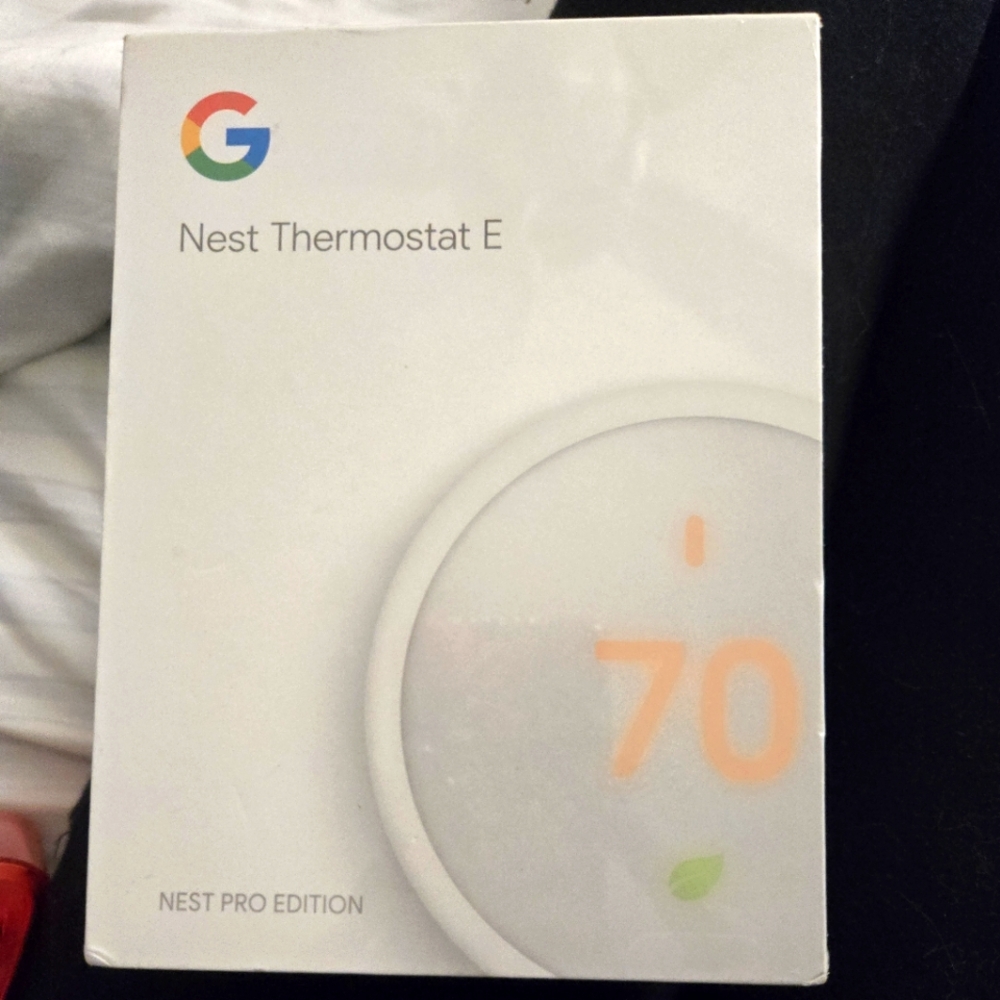 G
Nest Thermostat E
70
NEST PRO EDITION